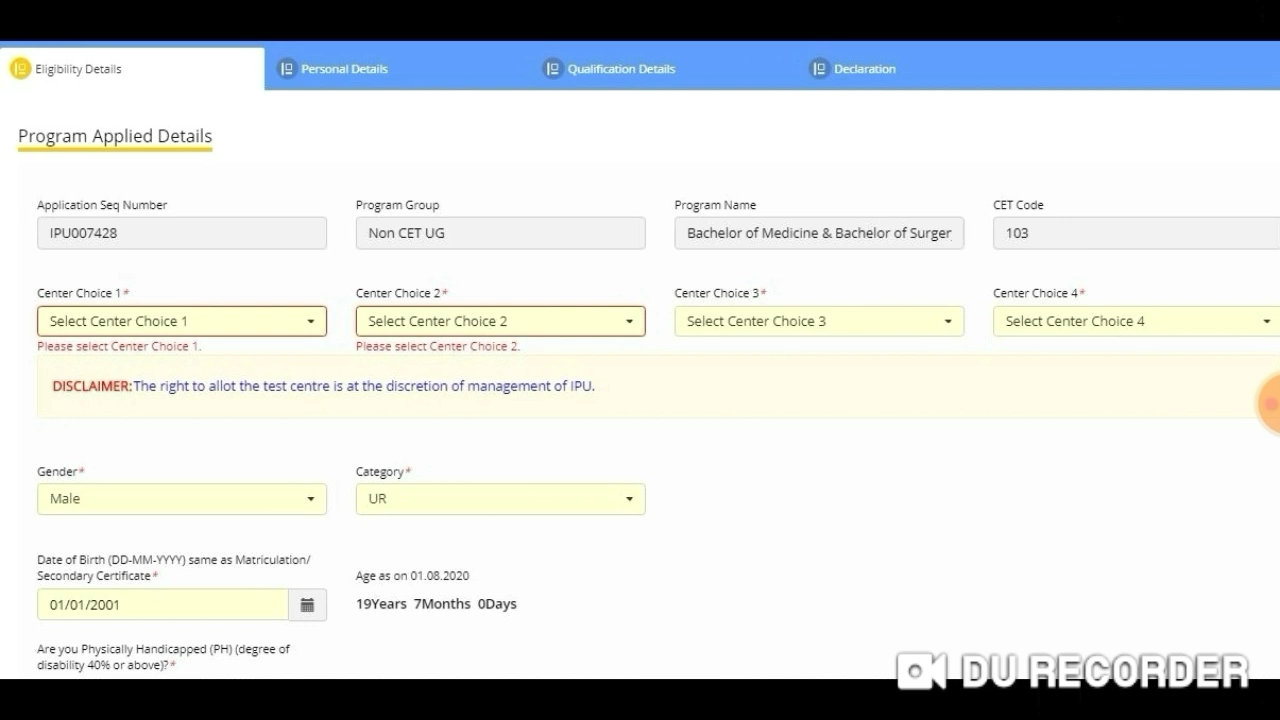 Eligibility Details
Personal Details
Qualification Details
Declaration
Program Applied Details
Application Seq Number
Program Group
Program Name
CET Code
IPU007428
Non CET UG
Bachelor of Medicine & Bachelor of Surger
103
Center Choice 1*
Center Choice 2*
Center Choice 3*
Center Choice 4*
Select Center Choice 1
Select Center Choice 2
Select Center Choice 3
Select Center Choice 4
Please select Center Choice 1.
Please select Center Choice 2.
DISCLAIMER:The right to allot the test centre is at the discretion of management of IPU.
Gender*
Category*
Male
UR
Date of Birth (DD-MM-YYYY) same as Matriculation/
Secondary Certificate*
Age as on 01.08.2020
01/01/2001
19Years 7Months 0Days
Are you Physically Handicapped (PH) (degree of
disability 40% or above)?*
DU RECORDER